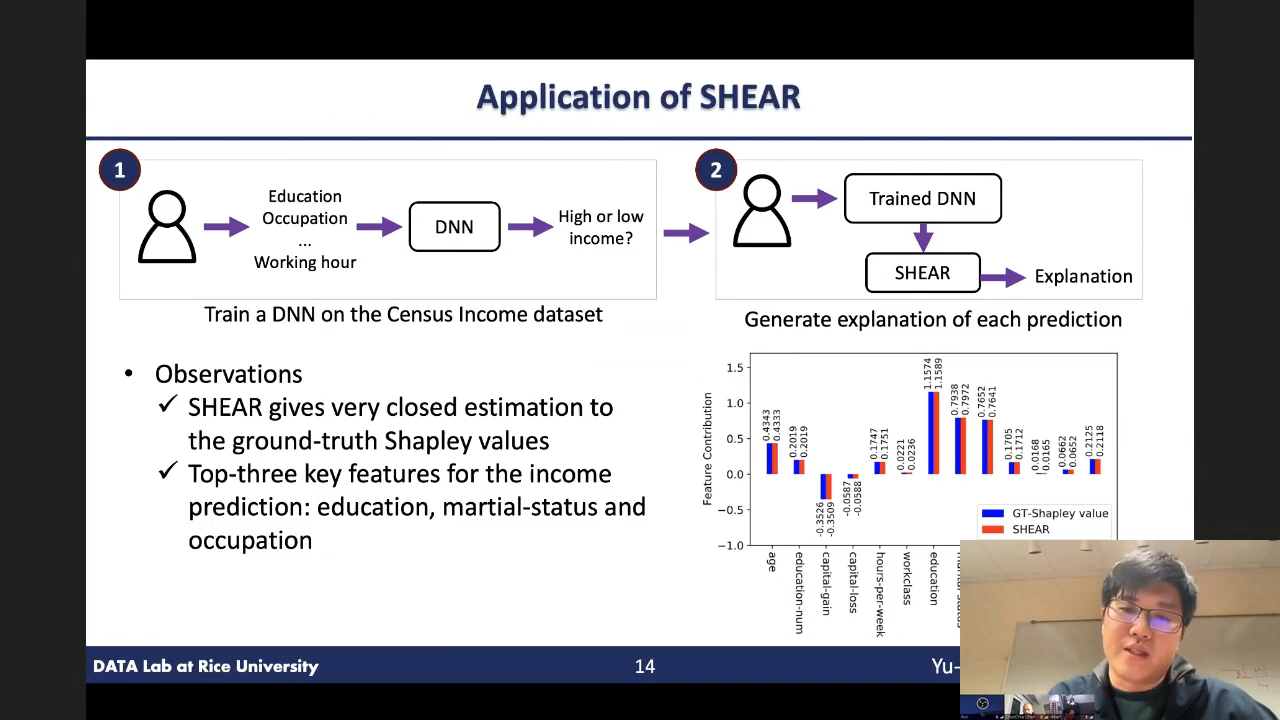 Application of SHEAR
1
Education
Occupation
...
Working hour
DNN
High or low
income?
Train a DNN on the Census Income dataset
2
Trained DNN
SHEAR
Explanation
Generate explanation of each prediction
• Observations
✓ SHEAR gives very closed estimation to
the ground-truth Shapley values
✓ Top-three key features for the income
prediction: education, martial-status and
occupation
Feature Contribution
1.5
1.0
0.5
0.0
−0.5
−1.0
0.4343
0.4333
0.2019
0.2019
-0.3526
-0.3509
-0.0587
-0.0588
0.1747
0.1751
0.0221
0.0236
1.1574
1.1589
0.7938
0.7972
0.7652
0.7641
0.1705
0.1712
0.0168
0.0165
0.0662
0.0652
0.2125
0.2118
GT-Shapley value
SHEAR
age
education-num
capital-gain
capital-loss
hours-per-week
workclass
education
DATA Lab at Rice University
14
Yu-